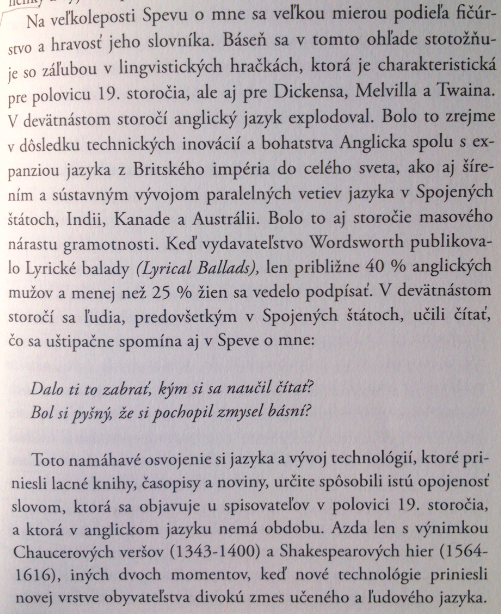 Na veľkoleposti Spevu o mne sa veľkou mierou podieľa fičúr-
stvo a hravosť jeho slovníka. Báseň sa v tomto ohľade stotožňu-
je so záľubou v lingvistických hračkách, ktorá je charakteristická
pre polovicu 19. storočia, ale aj pre Dickensa, Melvilla a Twaina.
V devätnástom storočí anglický jazyk explodoval. Bolo to zrejme
v dôsledku technických inovácií a bohatstva Anglicka spolu s ex-
panziou jazyka z Britského impéria do celého sveta, ako aj šíre-
ním a sústavným vývojom paralelných vetiev jazyka v Spojených
štátoch, Indii, Kanade a Austrálii. Bolo to aj storočie masového
nárastu gramotnosti. Keď vydavateľstvo Wordsworth publikova-
lo Lyrické balady (Lyrical Ballads), len približne 40 % anglických
mužov a menej než 25 % žien sa vedelo podpísať. V devätnástom
storočí sa ľudia, predovšetkým v Spojených štátoch, učili čítať,
čo sa uštipačne spomína aj v Speve o mne:
Dalo ti to zabrať, kým si sa naučil čítať?
Bol si pyšný, že si pochopil zmysel básní?
Toto namáhavé osvojenie si jazyka a vývoj technológií, ktoré pri-
niesli lacné knihy, časopisy a noviny, určite spôsobili istú opojenosť
slovom, ktorá sa objavuje u spisovateľov v polovici 19. storočia,
a ktorá v anglickom jazyku nemá obdobu. Azda len s výnimkou
Chaucerových veršov (1343-1400) a Shakespearových hier (1564-
1616), iných dvoch momentov, keď nové technológie priniesli
novej vrstve obyvateľstva divokú zmes učeného a ľudového jazyka.